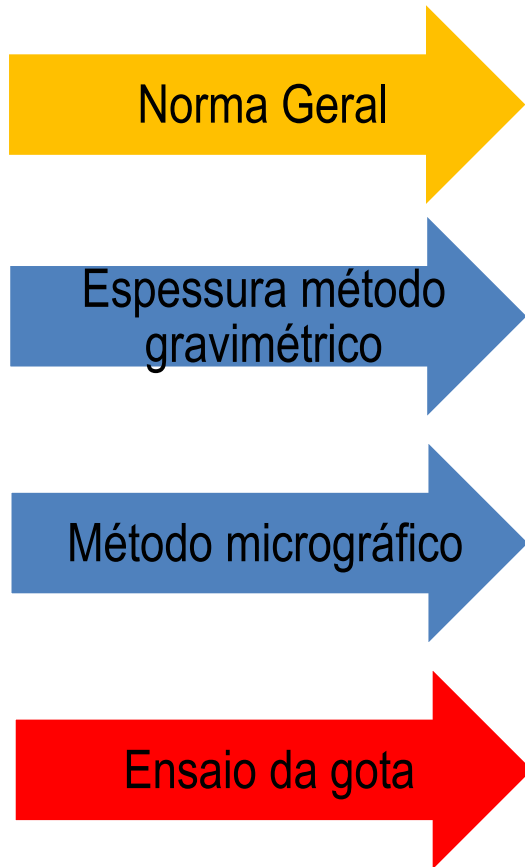 Norma Geral
Espessura método
gravimétrico
Método micrográfico
Ensaio da gota